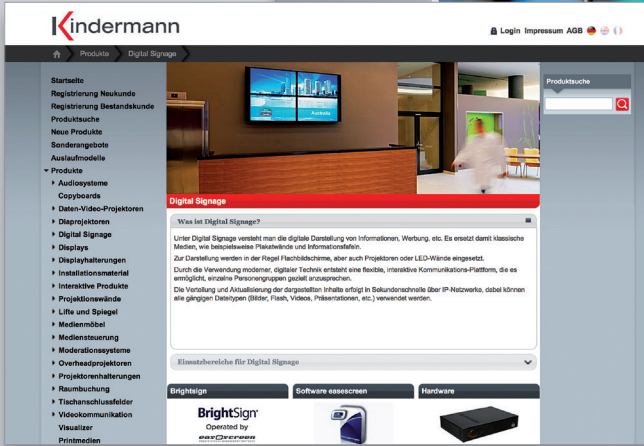 Kindermann
Login Impressum AGB
Produkte Digital Signage
Startseite
Registrierung Neukunde
Registrierung Bestandskunde
Produktsuche
Neue Produkte
Sonderangebote
Auslaufmodelle
Produkte
Audiosysteme
Copyboards
Daten-Video-Projektoren
Diaprojektoren
Digital Signage
Displays
Displayhalterungen
Installationsmaterial
Interaktive Produkte
Projektionswände
Lifte und Spiegel
Medienmöbel
Mediensteuerung
Moderationssysteme
Overheadprojektoren
Projektorenhalterungen
Raumbuchung
Tischanschlussfelder
Videokommunikation
Visualizer
Printmedien
Australia
Digital Signage
Was ist Digital Signage?
Unter Digital Signage versteht man die digitale Darstellung von Informationen, Werbung, etc. Es ersetzt damit klassische
Medien, wie beispielsweise Plakatwände und Informationstafeln.
Zur Darstellung werden in der Regel Flachbildschirme, aber auch Projektoren oder LED-Wände eingesetzt.
Durch die Verwendung moderner, digitaler Technik entsteht eine flexible, interaktive Kommunikations-Plattform, die es
ermöglicht, einzelne Personengruppen gezielt anzusprechen.
Die Verteilung und Aktualisierung der dargestellten Inhalte erfolgt in Sekundenschnelle über IP-Netzwerke, dabei können
alle gängigen Dateitypen (Bilder, Flash, Videos, Präsentationen, etc.) verwendet werden.
Einsatzbereiche für Digital Signage
Brightsign
BrightSign
Operated by
easescreen
Software easescreen
Hardware
Produktsuche